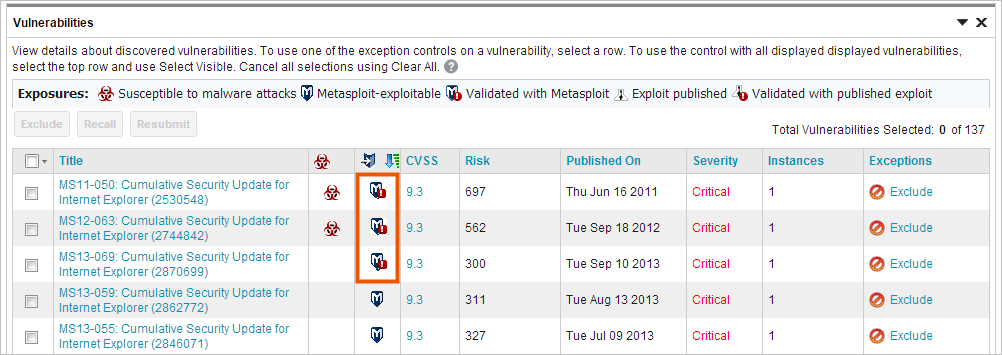 Vulnerabilities
View details about discovered vulnerabilities. To use one of the exception controls on a vulnerability, select a row. To use the control with all displayed displayed vulnerabilities,
select the top row and use Select Visible. Cancel all selections using Clear All. ?
Exposures: Susceptible to malware attacks Metasploit-exploitable Validated with Metasploit Exploit published Validated with published exploit
Exclude Recall Resubmit
Total Vulnerabilities Selected: 0 of 137
Title CVSS Risk Published On Severity Instances Exceptions
MS11-050: Cumulative Security Update for
Internet Explorer (2530548)
9.3 697 Thu Jun 16 2011 Critical 1 Exclude
MS12-063: Cumulative Security Update for
Internet Explorer (2744842)
9.3 562 Tue Sep 18 2012 Critical 1 Exclude
MS13-069: Cumulative Security Update for
Internet Explorer (2870699)
9.3 300 Tue Sep 10 2013 Critical 1 Exclude
MS13-059: Cumulative Security Update for
Internet Explorer (2862772)
9.3 311 Tue Aug 13 2013 Critical 1 Exclude
MS13-055: Cumulative Security Update for
Internet Explorer (2846071)
9.3 327 Tue Jul 09 2013 Critical 1 Exclude